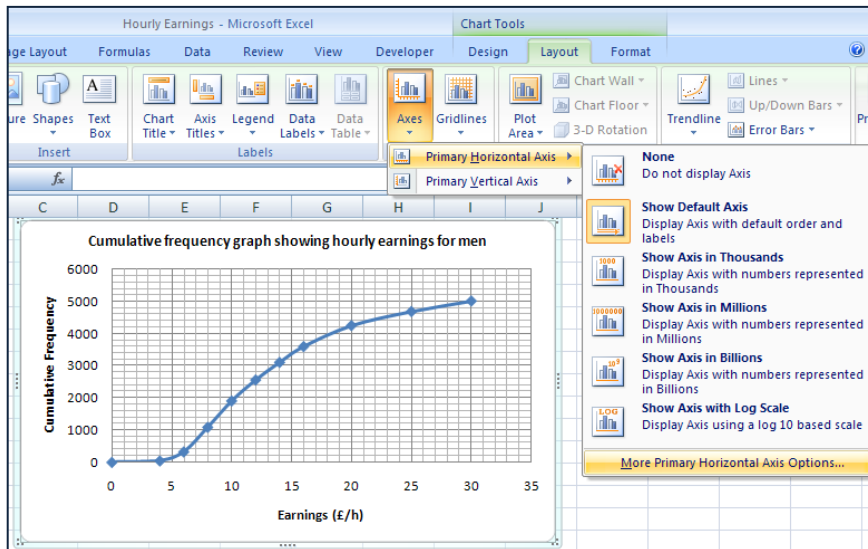 Hourly Earnings - Microsoft Excel
Chart Tools
age Layout
Formulas
Data
Review
View
Developer
Design
Layout
Format
ure
Shapes
Text
Box
Chart
Title
Axis
Titles
Legend
Data
Labels
Data
Table
Axes
Gridlines
Plot
Area
Chart Wall
Chart Floor
3-D Rotation
Trendline
Lines
Up/Down Bars
Error Bars
Pr
Insert
Labels
fx
Primary Horizontal Axis
Primary Vertical Axis
None
Do not display Axis
Show Default Axis
Display Axis with default order and
labels
1000
Show Axis in Thousands
Display Axis with numbers represented
in Thousands
1000000
Show Axis in Millions
Display Axis with numbers represented
in Millions
10⁹
Show Axis in Billions
Display Axis with numbers represented
in Billions
LOG
Show Axis with Log Scale
Display Axis using a log 10 based scale
More Primary Horizontal Axis Options...
C D E F G H I J
Cumulative frequency graph showing hourly earnings for men
Cumulative Frequency
6000
5000
4000
3000
2000
1000
0
0 5 10 15 20 25 30 35
Earnings (£/h)